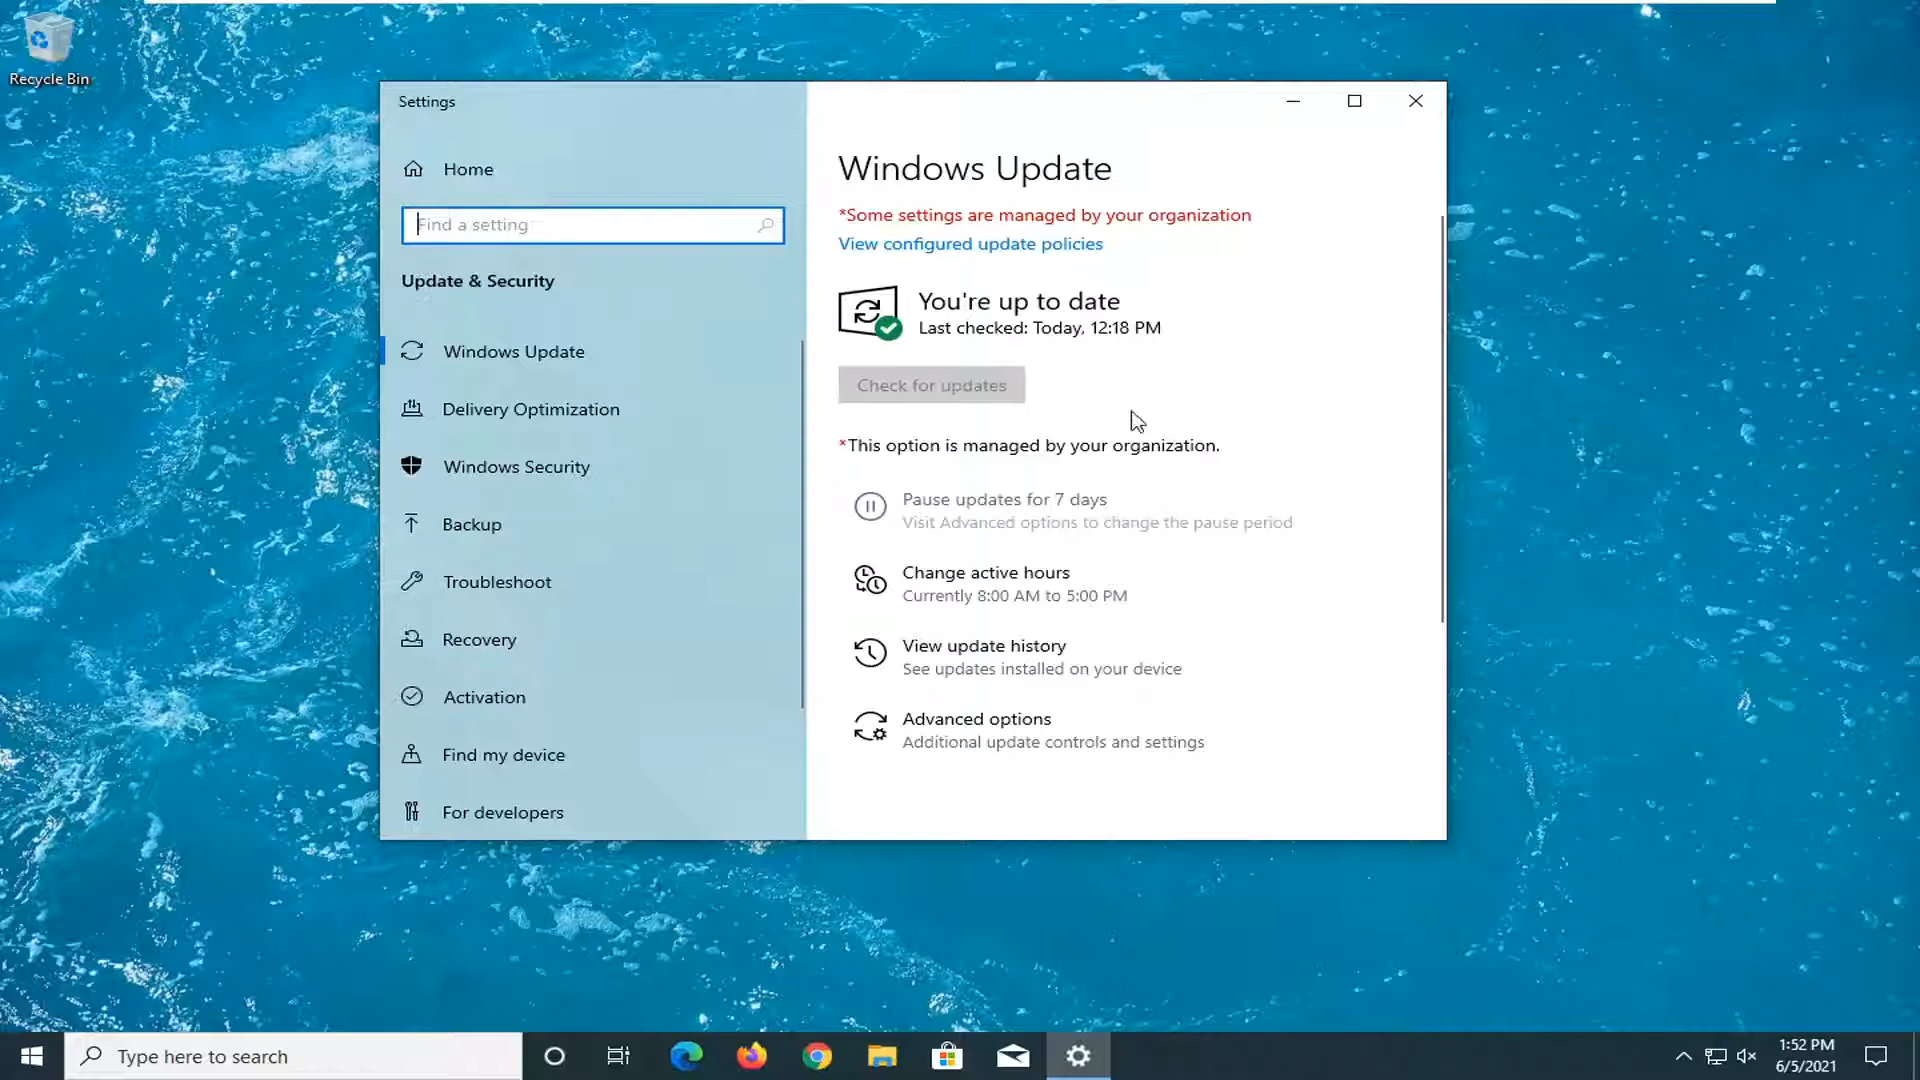 Recycle Bin
Settings
Home
Find a setting
Update & Security
Windows Update
Delivery Optimization
Windows Security
Backup
Troubleshoot
Recovery
Activation
Find my device
For developers
Windows Update
*Some settings are managed by your organization
View configured update policies
You're up to date
Last checked: Today, 12:18 PM
Check for updates
*This option is managed by your organization.
Pause updates for 7 days
Visit Advanced options to change the pause period
Change active hours
Currently 8:00 AM to 5:00 PM
View update history
See updates installed on your device
Advanced options
Additional update controls and settings
Type here to search
1:52 PM
6/5/2021